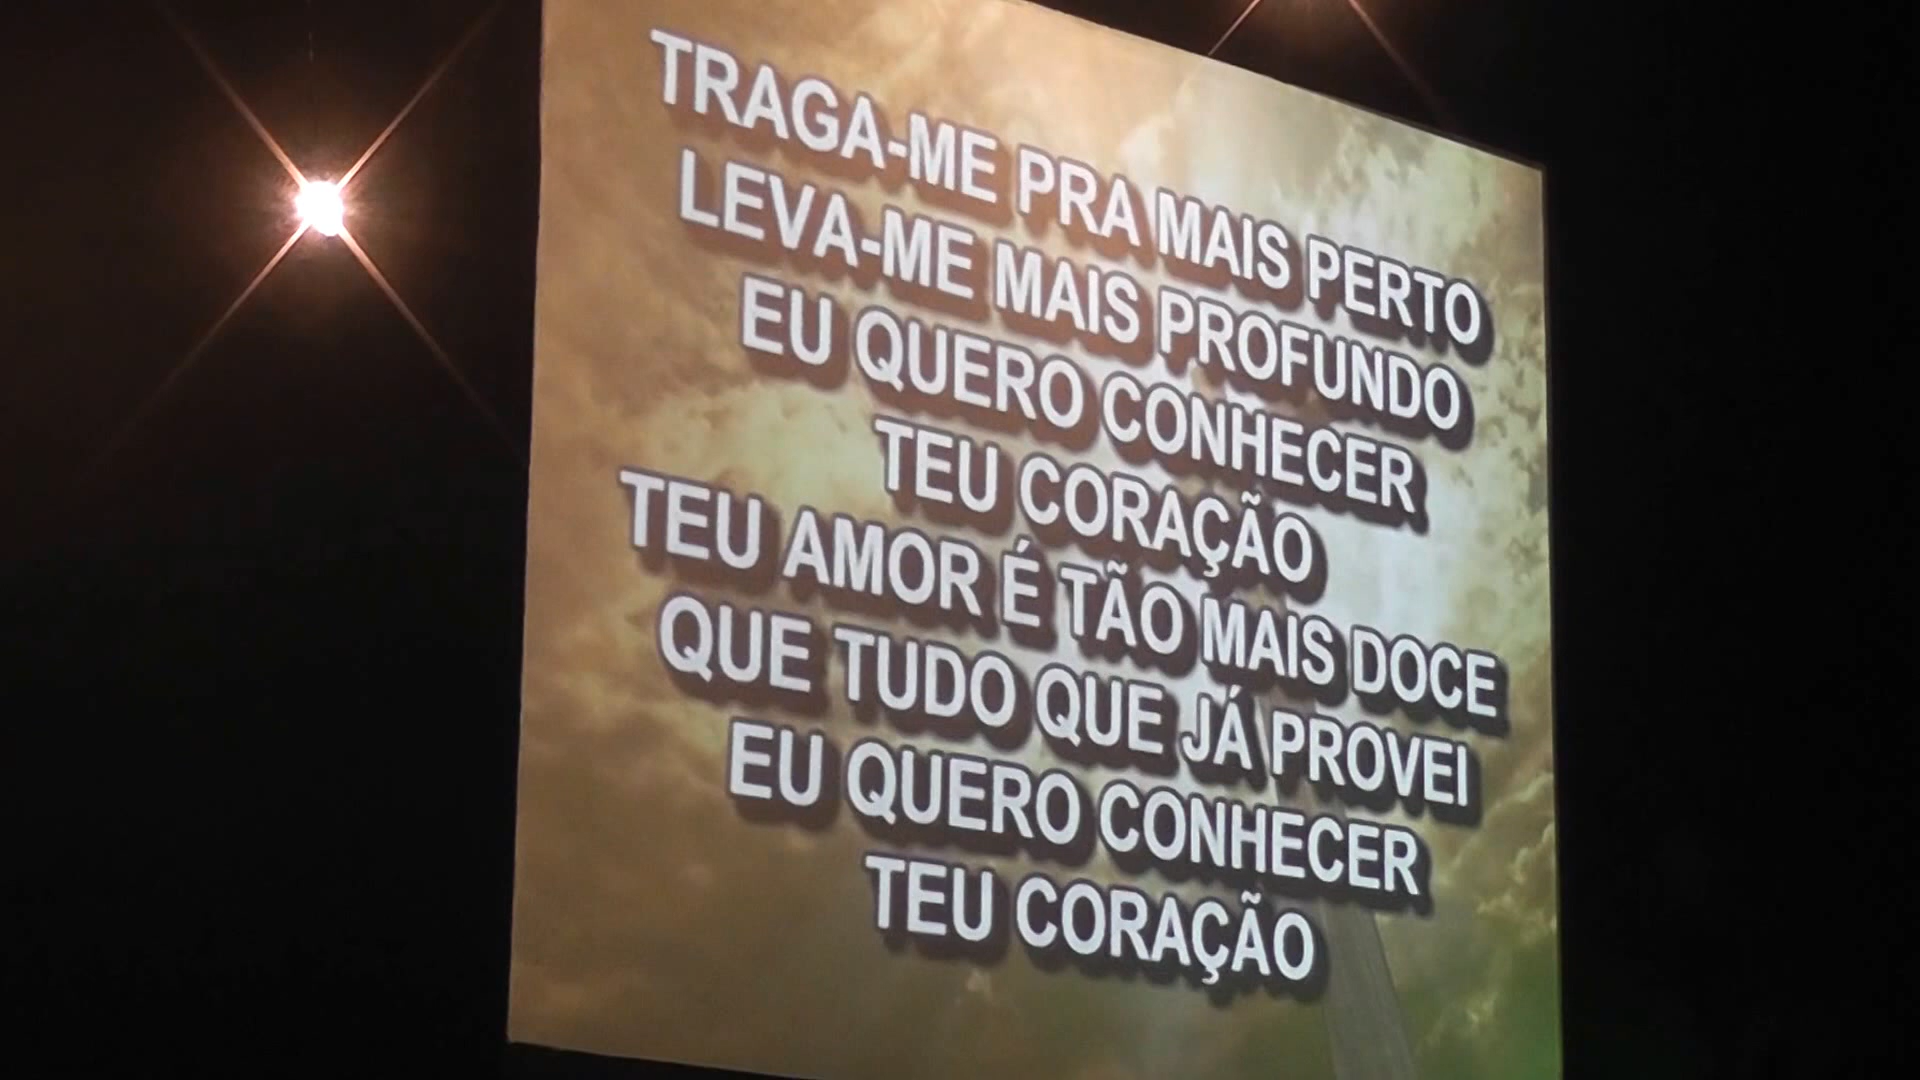 TRAGA-ME PRA MAIS PERTO
LEVA-ME MAIS PROFUNDO
EU QUERO CONHECER
TEU CORAÇÃO
TEU AMOR É TÃO MAIS DOCE
QUE TUDO QUE JÁ PROVEI
EU QUERO CONHECER
TEU CORAÇÃO